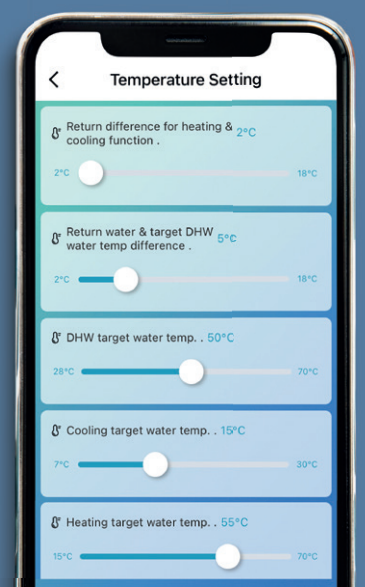 Temperature Setting
Return difference for heating & 2°C
cooling function .
2°C 18°C
Return water & target DHW 5°C
water temp difference .
2°C 18°C
DHW target water temp. . 50°C
28°C 70°C
Cooling target water temp. . 15°C
7°C 30°C
Heating target water temp. . 55°C
15°C 70°C